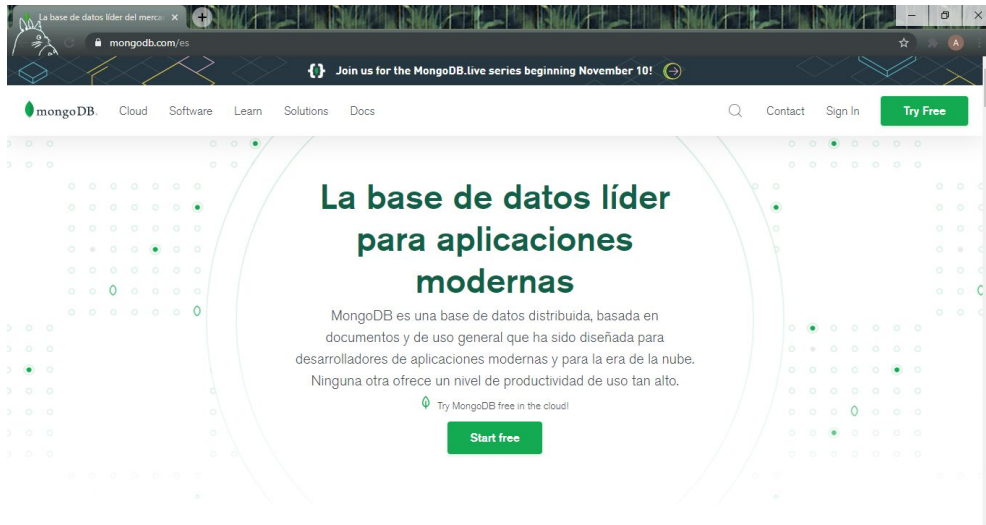 La base de datos líder del merca
mongodb.com/es
A
Join us for the MongoDB.live series beginning November 10!
mongoDB.
Cloud
Software
Learn
Solutions
Docs
Contact
Sign In
Try Free
La base de datos líder
para aplicaciones
modernas
MongoDB es una base de datos distribuida, basada en
documentos y de uso general que ha sido diseñada para
desarrolladores de aplicaciones modernas y para la era de la nube.
Ninguna otra ofrece un nivel de productividad de uso tan alto.
Try MongoDB free in the cloud!
Start free